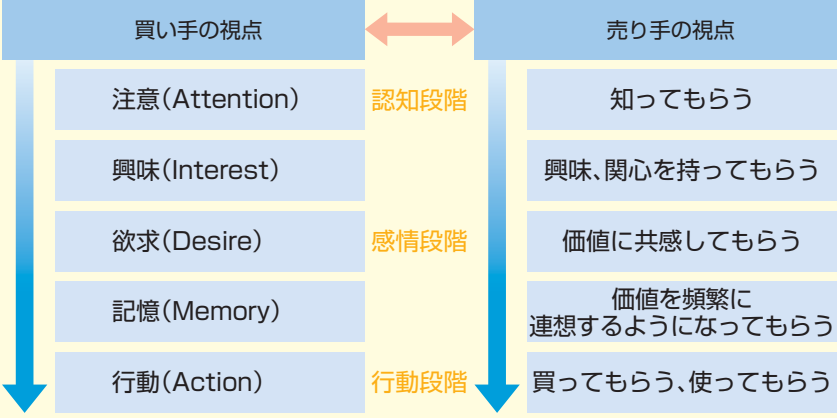 買い手の視点
売り手の視点
注意(Attention)
認知段階
知ってもらう
興味(Interest)
興味、関心を持ってもらう
欲求(Desire)
感情段階
価値に共感してもらう
記憶(Memory)
価値を頻繁に
連想するようになってもらう
行動(Action)
行動段階
買ってもらう、使ってもらう